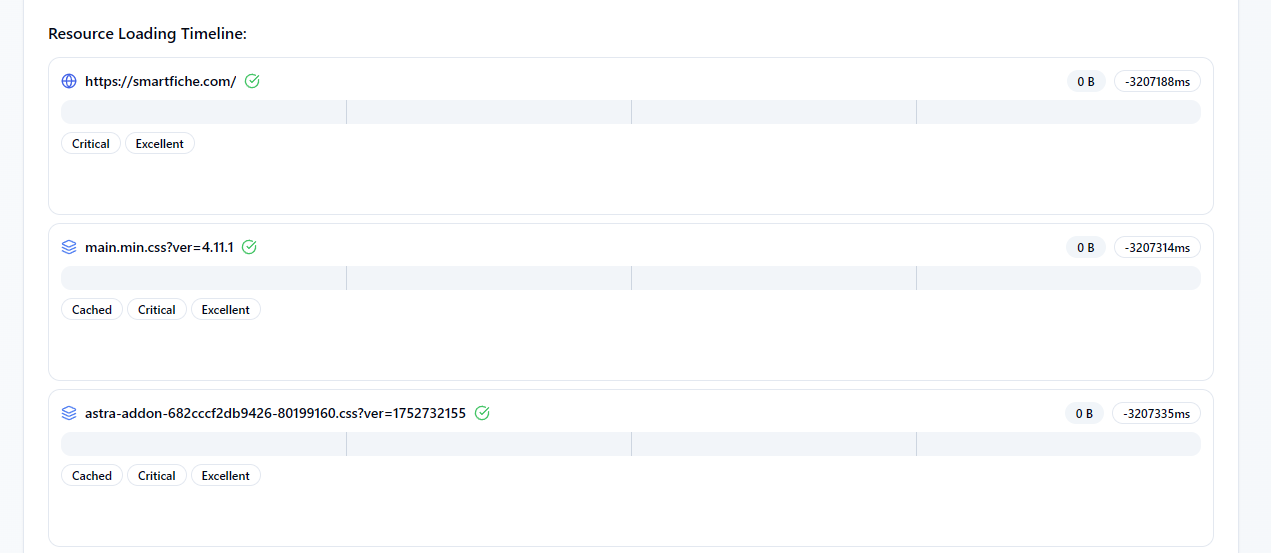 Resource Loading Timeline:
https://smartfiche.com/ 0 B -3207188ms
Critical Excellent
main.min.css?ver=4.11.1 0 B -3207314ms
Cached Critical Excellent
astra-addon-682cccf2db9426-80199160.css?ver=1752732155 0 B -3207335ms
Cached Critical Excellent